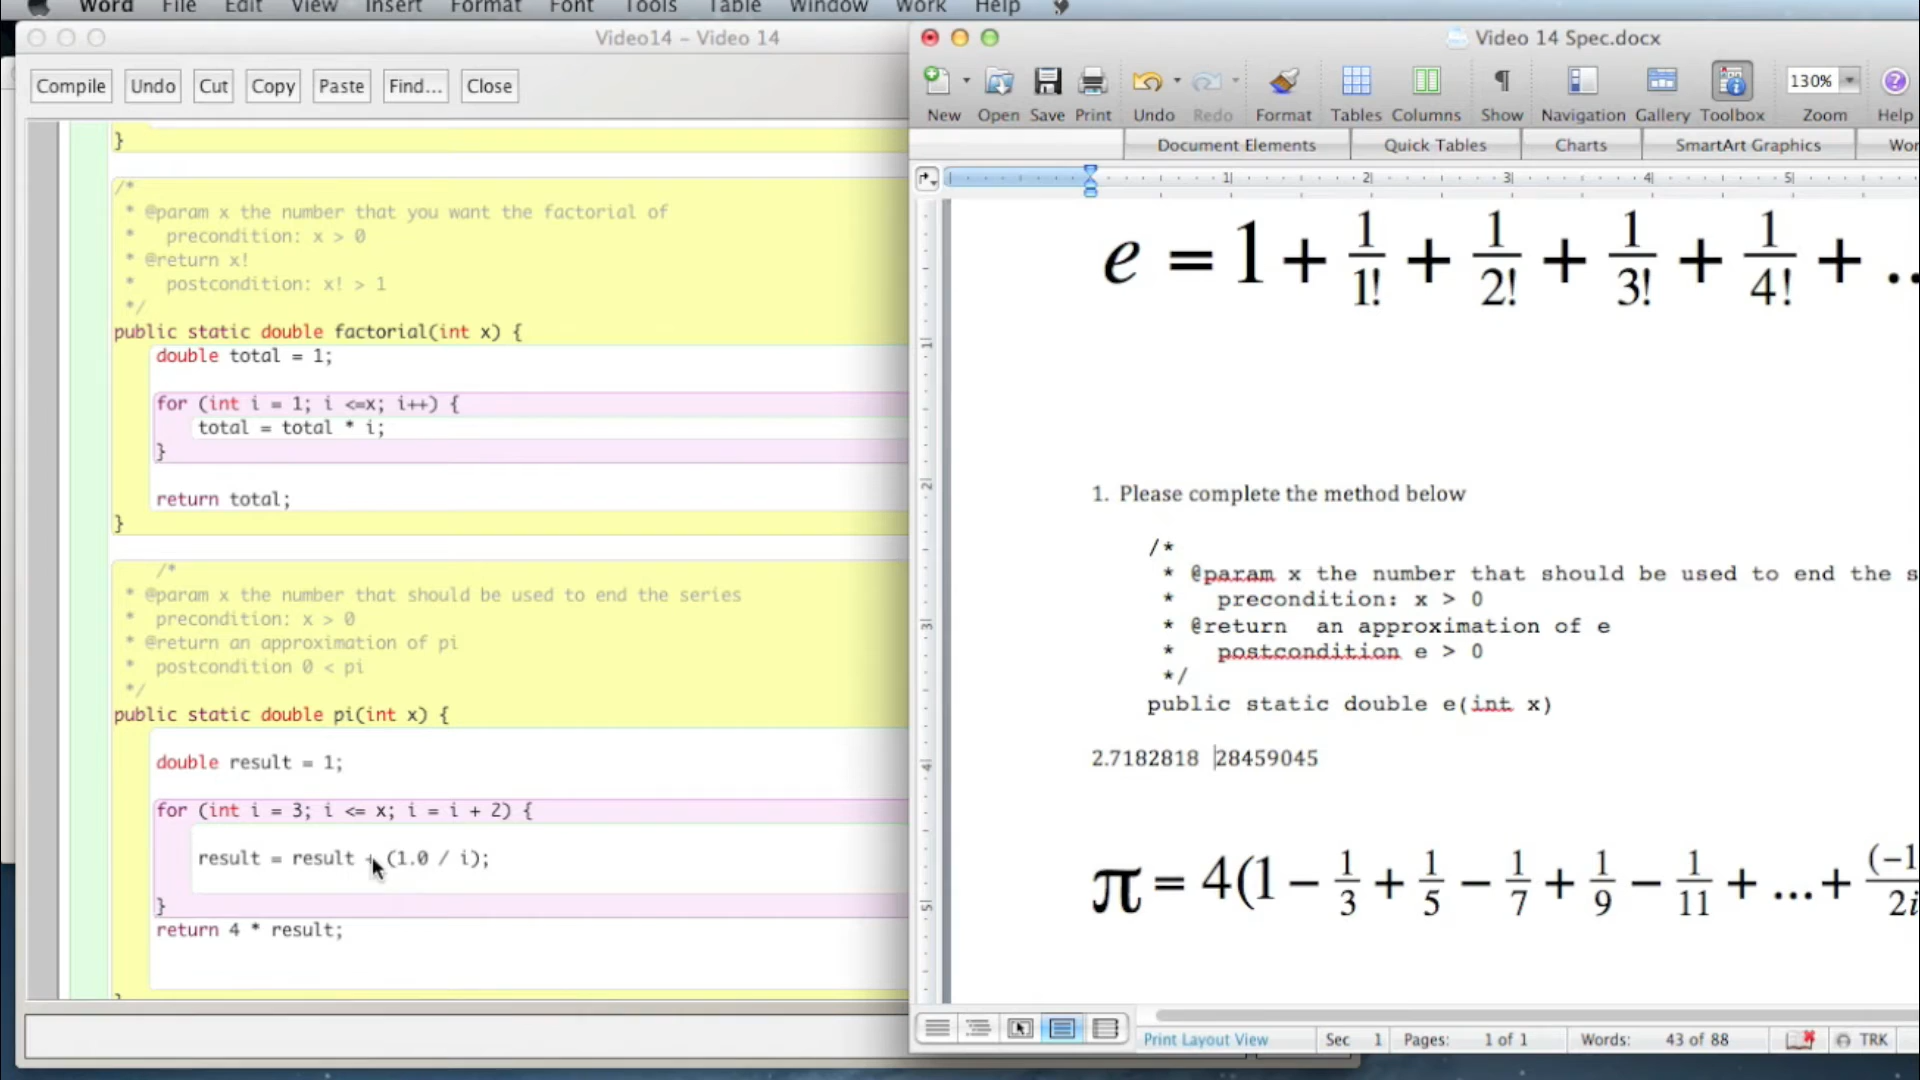 Word File Edit View Insert Format Font Tools Table Window Work Help
Video14 – Video 14
Compile Undo Cut Copy Paste Find... Close
}
/*
* @param x the number that you want the factorial of
* precondition: x > 0
* @return x!
* postcondition: x! > 1
*/
public static double factorial(int x) {
double total = 1;
for (int i = 1; i <=x; i++) {
total = total * i;
}
return total;
}
/*
* @param x the number that should be used to end the series
* precondition: x > 0
* @return an approximation of pi
* postcondition 0 < pi
*/
public static double pi(int x) {
double result = 1;
for (int i = 3; i <= x; i = i + 2) {
result = result (1.0 / i);
}
return 4 * result;
Video 14 Spec.docx
130%
New Open Save Print Undo Redo Format Tables Columns Show Navigation Gallery Toolbox Zoom Help
Document Elements Quick Tables Charts SmartArt Graphics
1 2 3 4 5
e = 1 + 1/1! + 1/2! + 1/3! + 1/4! + ..
1. Please complete the method below
/*
* @param x the number that should be used to end the s
* precondition: x > 0
* @return an approximation of e
* postcondition e > 0
*/
public static double e(int x)
2.7182818 28459045
π = 4(1 − 1/3 + 1/5 − 1/7 + 1/9 − 1/11 + ... + (−1 / 2i
Print Layout View Sec 1 Pages: 1 of 1 Words: 43 of 88 TRK